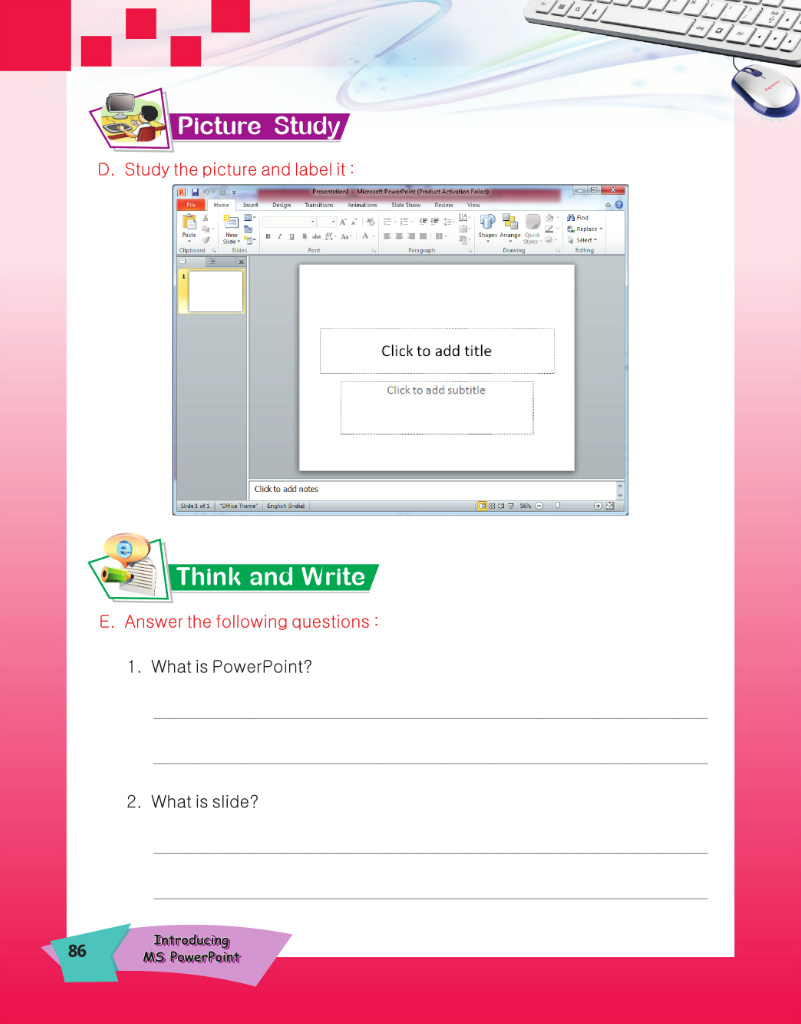 Picture Study
D. Study the picture and label it :
Presentation1 - Microsoft PowerPoint (Product Activation Failed)
File Home Insert Design Transitions Animations Slide Show Review View
Paste
New Slide
Shapes Arrange Quick Styles
Find
Replace
Select
Clipboard Slides Font Paragraph Drawing Editing
1
Click to add title
Click to add subtitle
Click to add notes
Slide 1 of 1 "Office Theme" English (India) 56%
Think and Write
E. Answer the following questions :
1. What is PowerPoint?
2. What is slide?
86
Introducing
MS PowerPoint